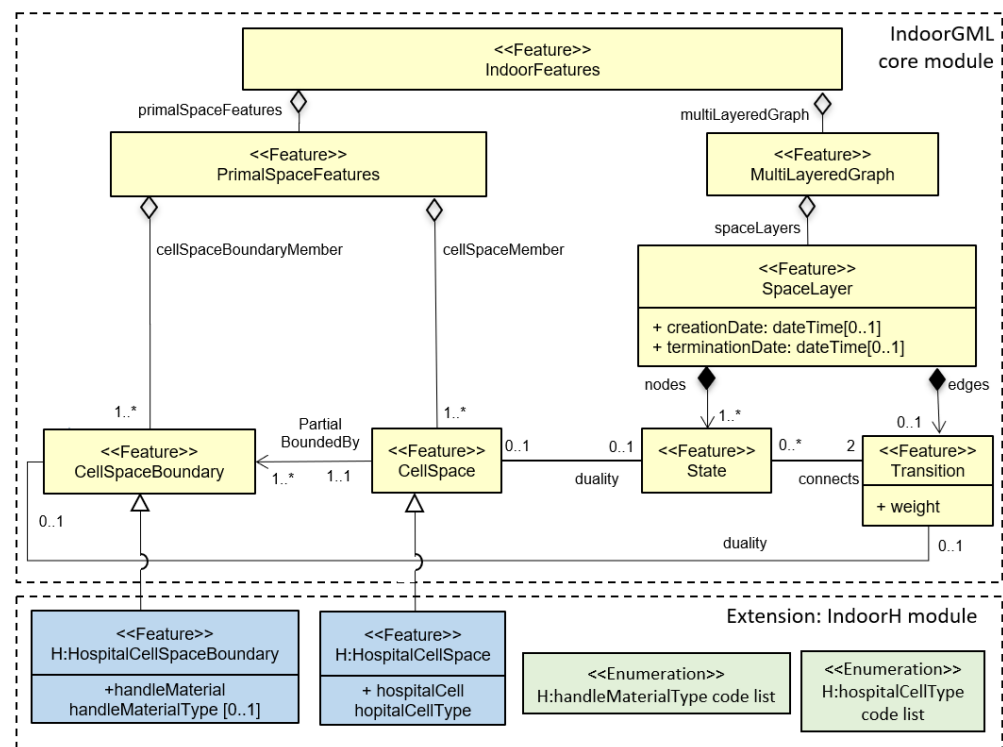 IndoorGML
core module
<<Feature>>
IndoorFeatures
primalSpaceFeatures
multiLayeredGraph
<<Feature>>
PrimalSpaceFeatures
<<Feature>>
MultiLayeredGraph
cellSpaceBoundaryMember
cellSpaceMember
spaceLayers
<<Feature>>
SpaceLayer
+ creationDate: dateTime[0..1]
+ terminationDate: dateTime[0..1]
nodes
edges
1..*
1..*
1..*
0..1
<<Feature>>
CellSpaceBoundary
Partial
BoundedBy
1..*
1..1
<<Feature>>
CellSpace
0..1
0..1
duality
<<Feature>>
State
0..*
2
connects
<<Feature>>
Transition
+ weight
0..1
duality
0..1
Extension: IndoorH module
<<Feature>>
H:HospitalCellSpaceBoundary
+handleMaterial
handleMaterialType [0..1]
<<Feature>>
H:HospitalCellSpace
+ hospitalCell
hopitalCellType
<<Enumeration>>
H:handleMaterialType code list
<<Enumeration>>
H:hospitalCellType
code list